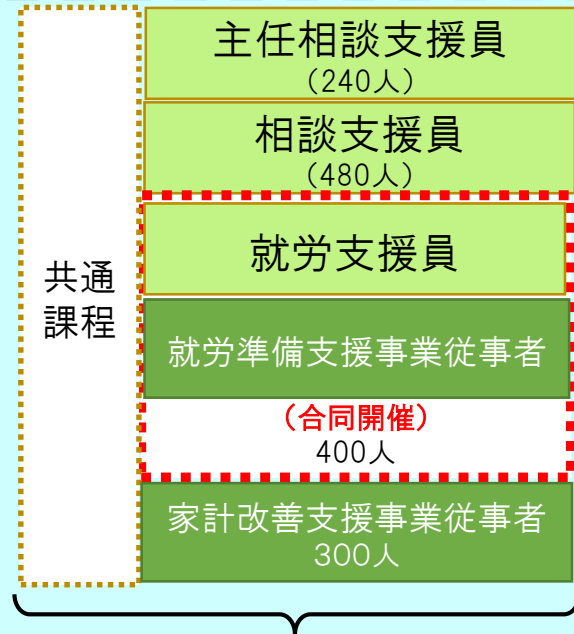 共通
課程
主任相談支援員
（240人）
相談支援員
（480人）
就労支援員
就労準備支援事業従事者
（合同開催）
400人
家計改善支援事業従事者
300人